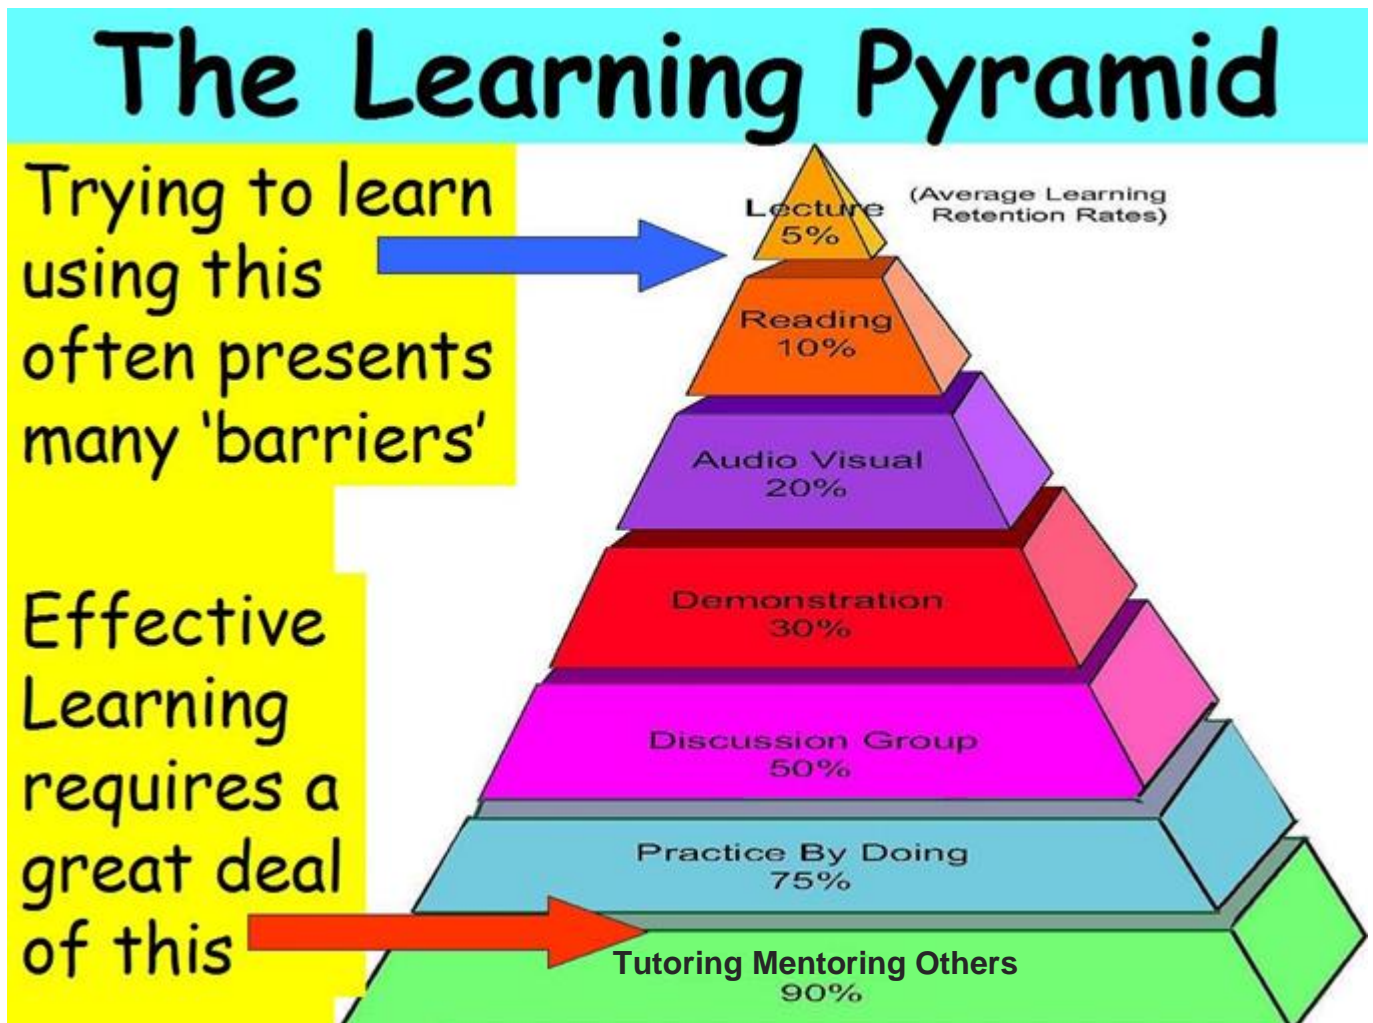 The Learning Pyramid
Trying to learn
using this
often presents
many ‘barriers’
Effective
Learning
requires a
great deal
of this
(Average Learning
Retention Rates)
Lecture
5%
Reading
10%
Audio Visual
20%
Demonstration
30%
Discussion Group
50%
Practice By Doing
75%
Tutoring Mentoring Others
90%